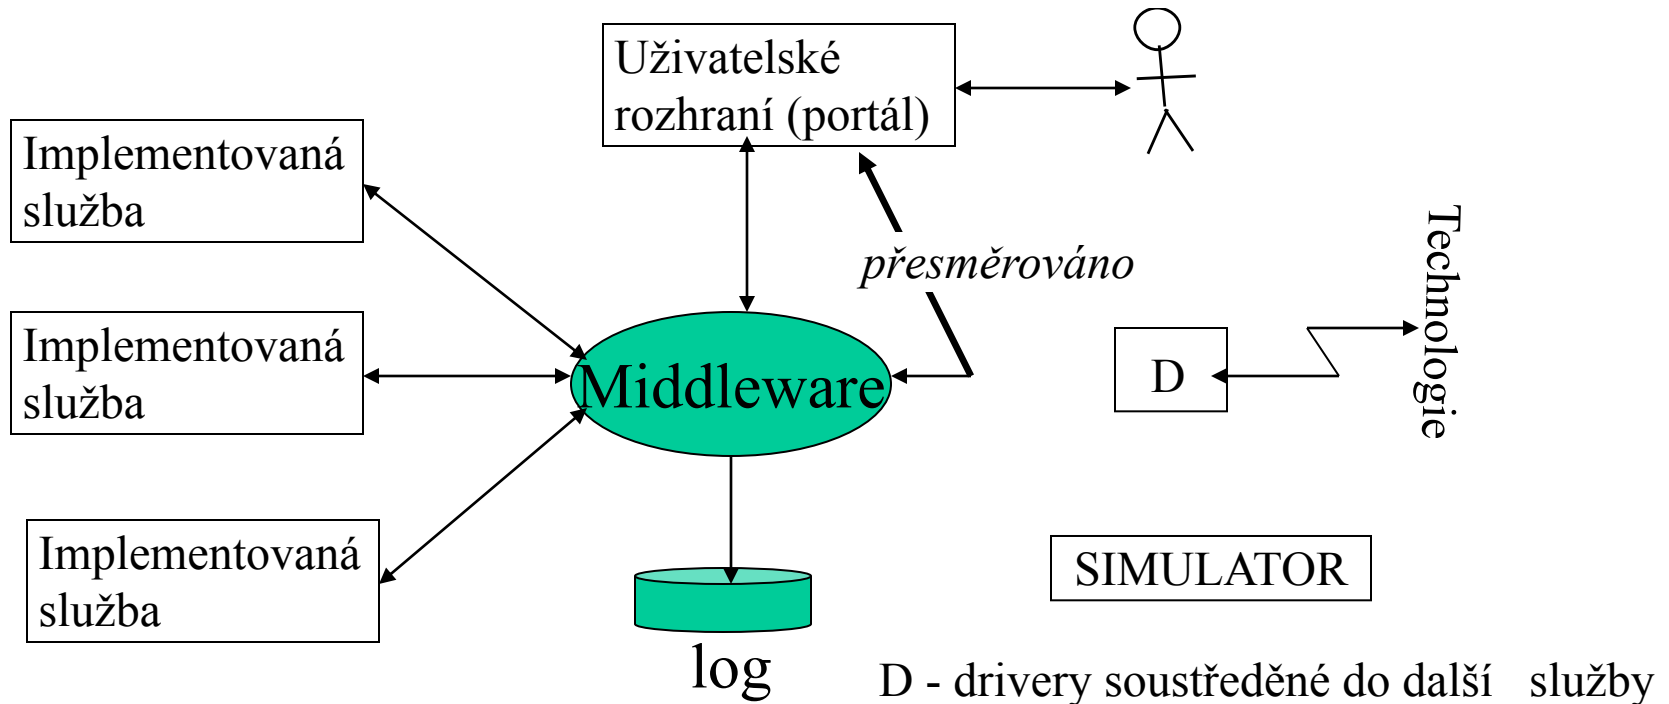 Uživatelské
rozhraní (portál)
Implementovaná
služba
přesměrováno
Technologie
Implementovaná
služba
Middleware
D
Implementovaná
služba
SIMULATOR
log
D - drivery soustředěné do další služby